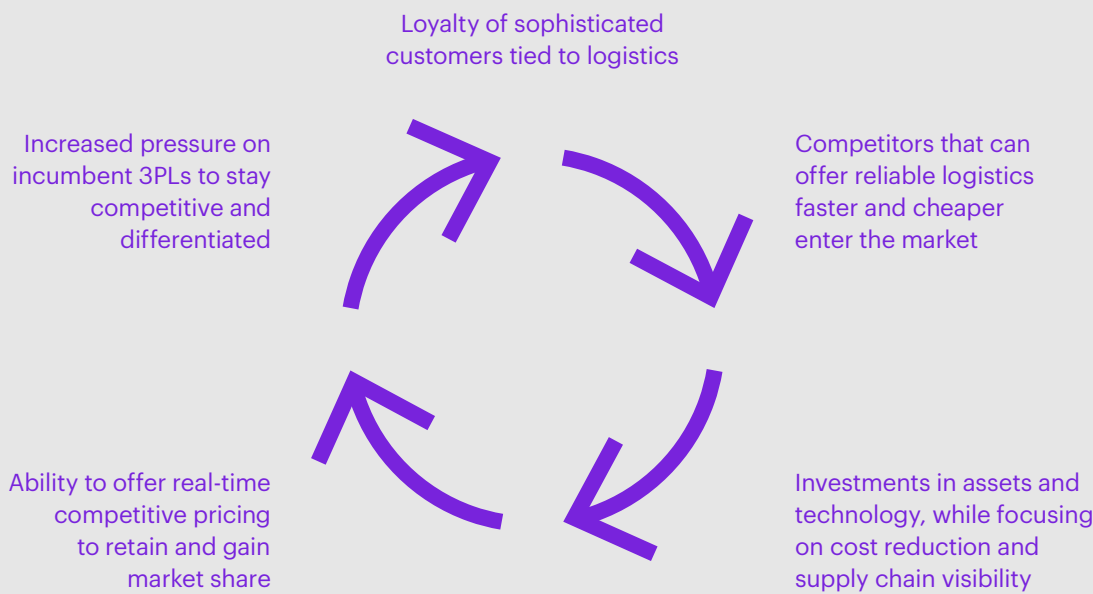 Loyalty of sophisticated
customers tied to logistics
Increased pressure on
incumbent 3PLs to stay
competitive and
differentiated
Competitors that can
offer reliable logistics
faster and cheaper
enter the market
Ability to offer real-time
competitive pricing
to retain and gain
market share
Investments in assets and
technology, while focusing
on cost reduction and
supply chain visibility